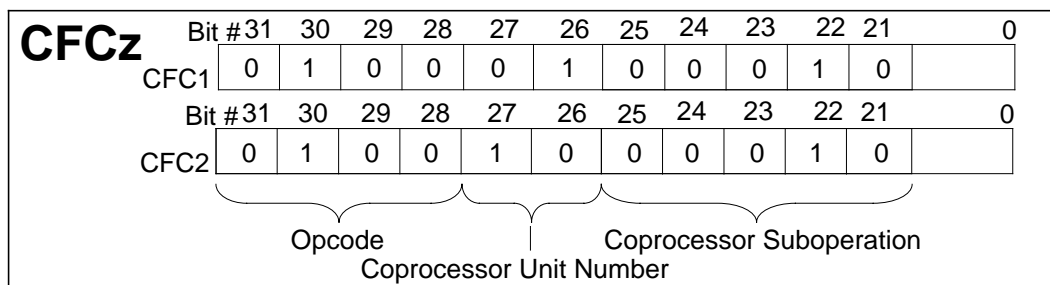 CFCz
Bit # 31 30 29 28 27 26 25 24 23 22 21 0
CFC1 0 1 0 0 0 1 0 0 0 1 0
Bit # 31 30 29 28 27 26 25 24 23 22 21 0
CFC2 0 1 0 0 1 0 0 0 0 1 0
Opcode Coprocessor Suboperation
Coprocessor Unit Number